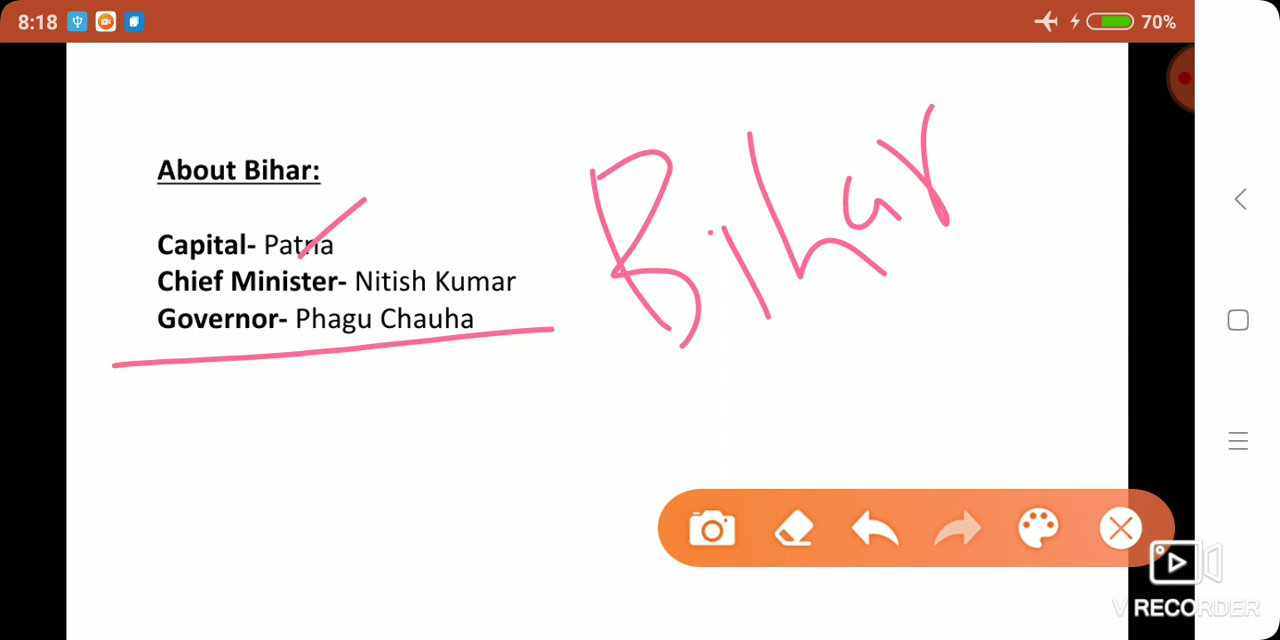 8:18
70%
About Bihar:
Capital- Patna
Chief Minister- Nitish Kumar
Governor- Phagu Chauha
Bihar
V RECORDER